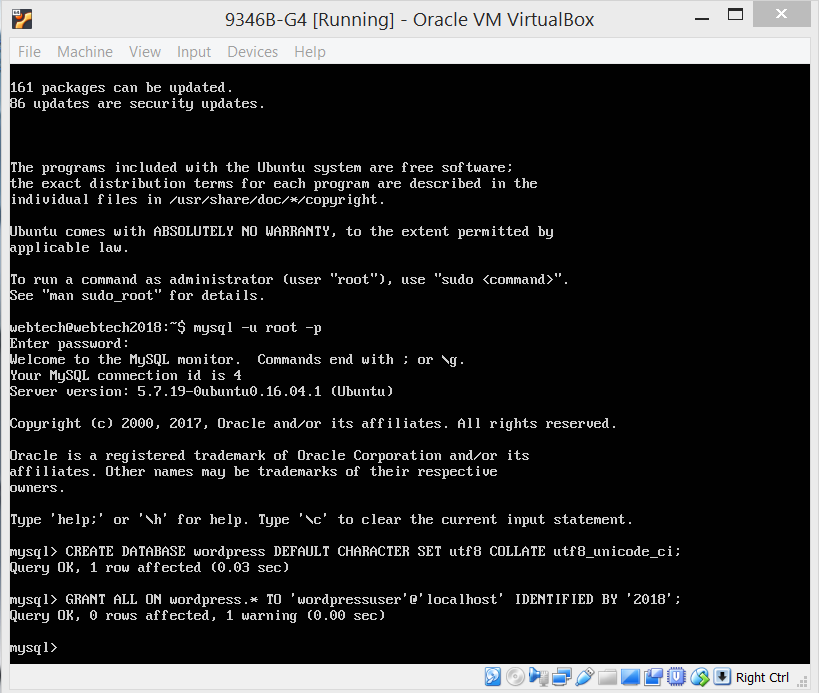 9346B-G4 [Running] - Oracle VM VirtualBox
File Machine View Input Devices Help
161 packages can be updated.
86 updates are security updates.
The programs included with the Ubuntu system are free software;
the exact distribution terms for each program are described in the
individual files in /usr/share/doc/*/copyright.
Ubuntu comes with ABSOLUTELY NO WARRANTY, to the extent permitted by
applicable law.
To run a command as administrator (user "root"), use "sudo <command>".
See "man sudo_root" for details.
webtech@webtech2018:~$ mysql -u root -p
Enter password:
Welcome to the MySQL monitor.  Commands end with ; or \g.
Your MySQL connection id is 4
Server version: 5.7.19-0ubuntu0.16.04.1 (Ubuntu)
Copyright (c) 2000, 2017, Oracle and/or its affiliates. All rights reserved.
Oracle is a registered trademark of Oracle Corporation and/or its
affiliates. Other names may be trademarks of their respective
owners.
Type 'help;' or '\h' for help. Type '\c' to clear the current input statement.
mysql> CREATE DATABASE wordpress DEFAULT CHARACTER SET utf8 COLLATE utf8_unicode_ci;
Query OK, 1 row affected (0.03 sec)
mysql> GRANT ALL ON wordpress.* TO 'wordpressuser'@'localhost' IDENTIFIED BY '2018';
Query OK, 0 rows affected, 1 warning (0.00 sec)
mysql>
Right Ctrl